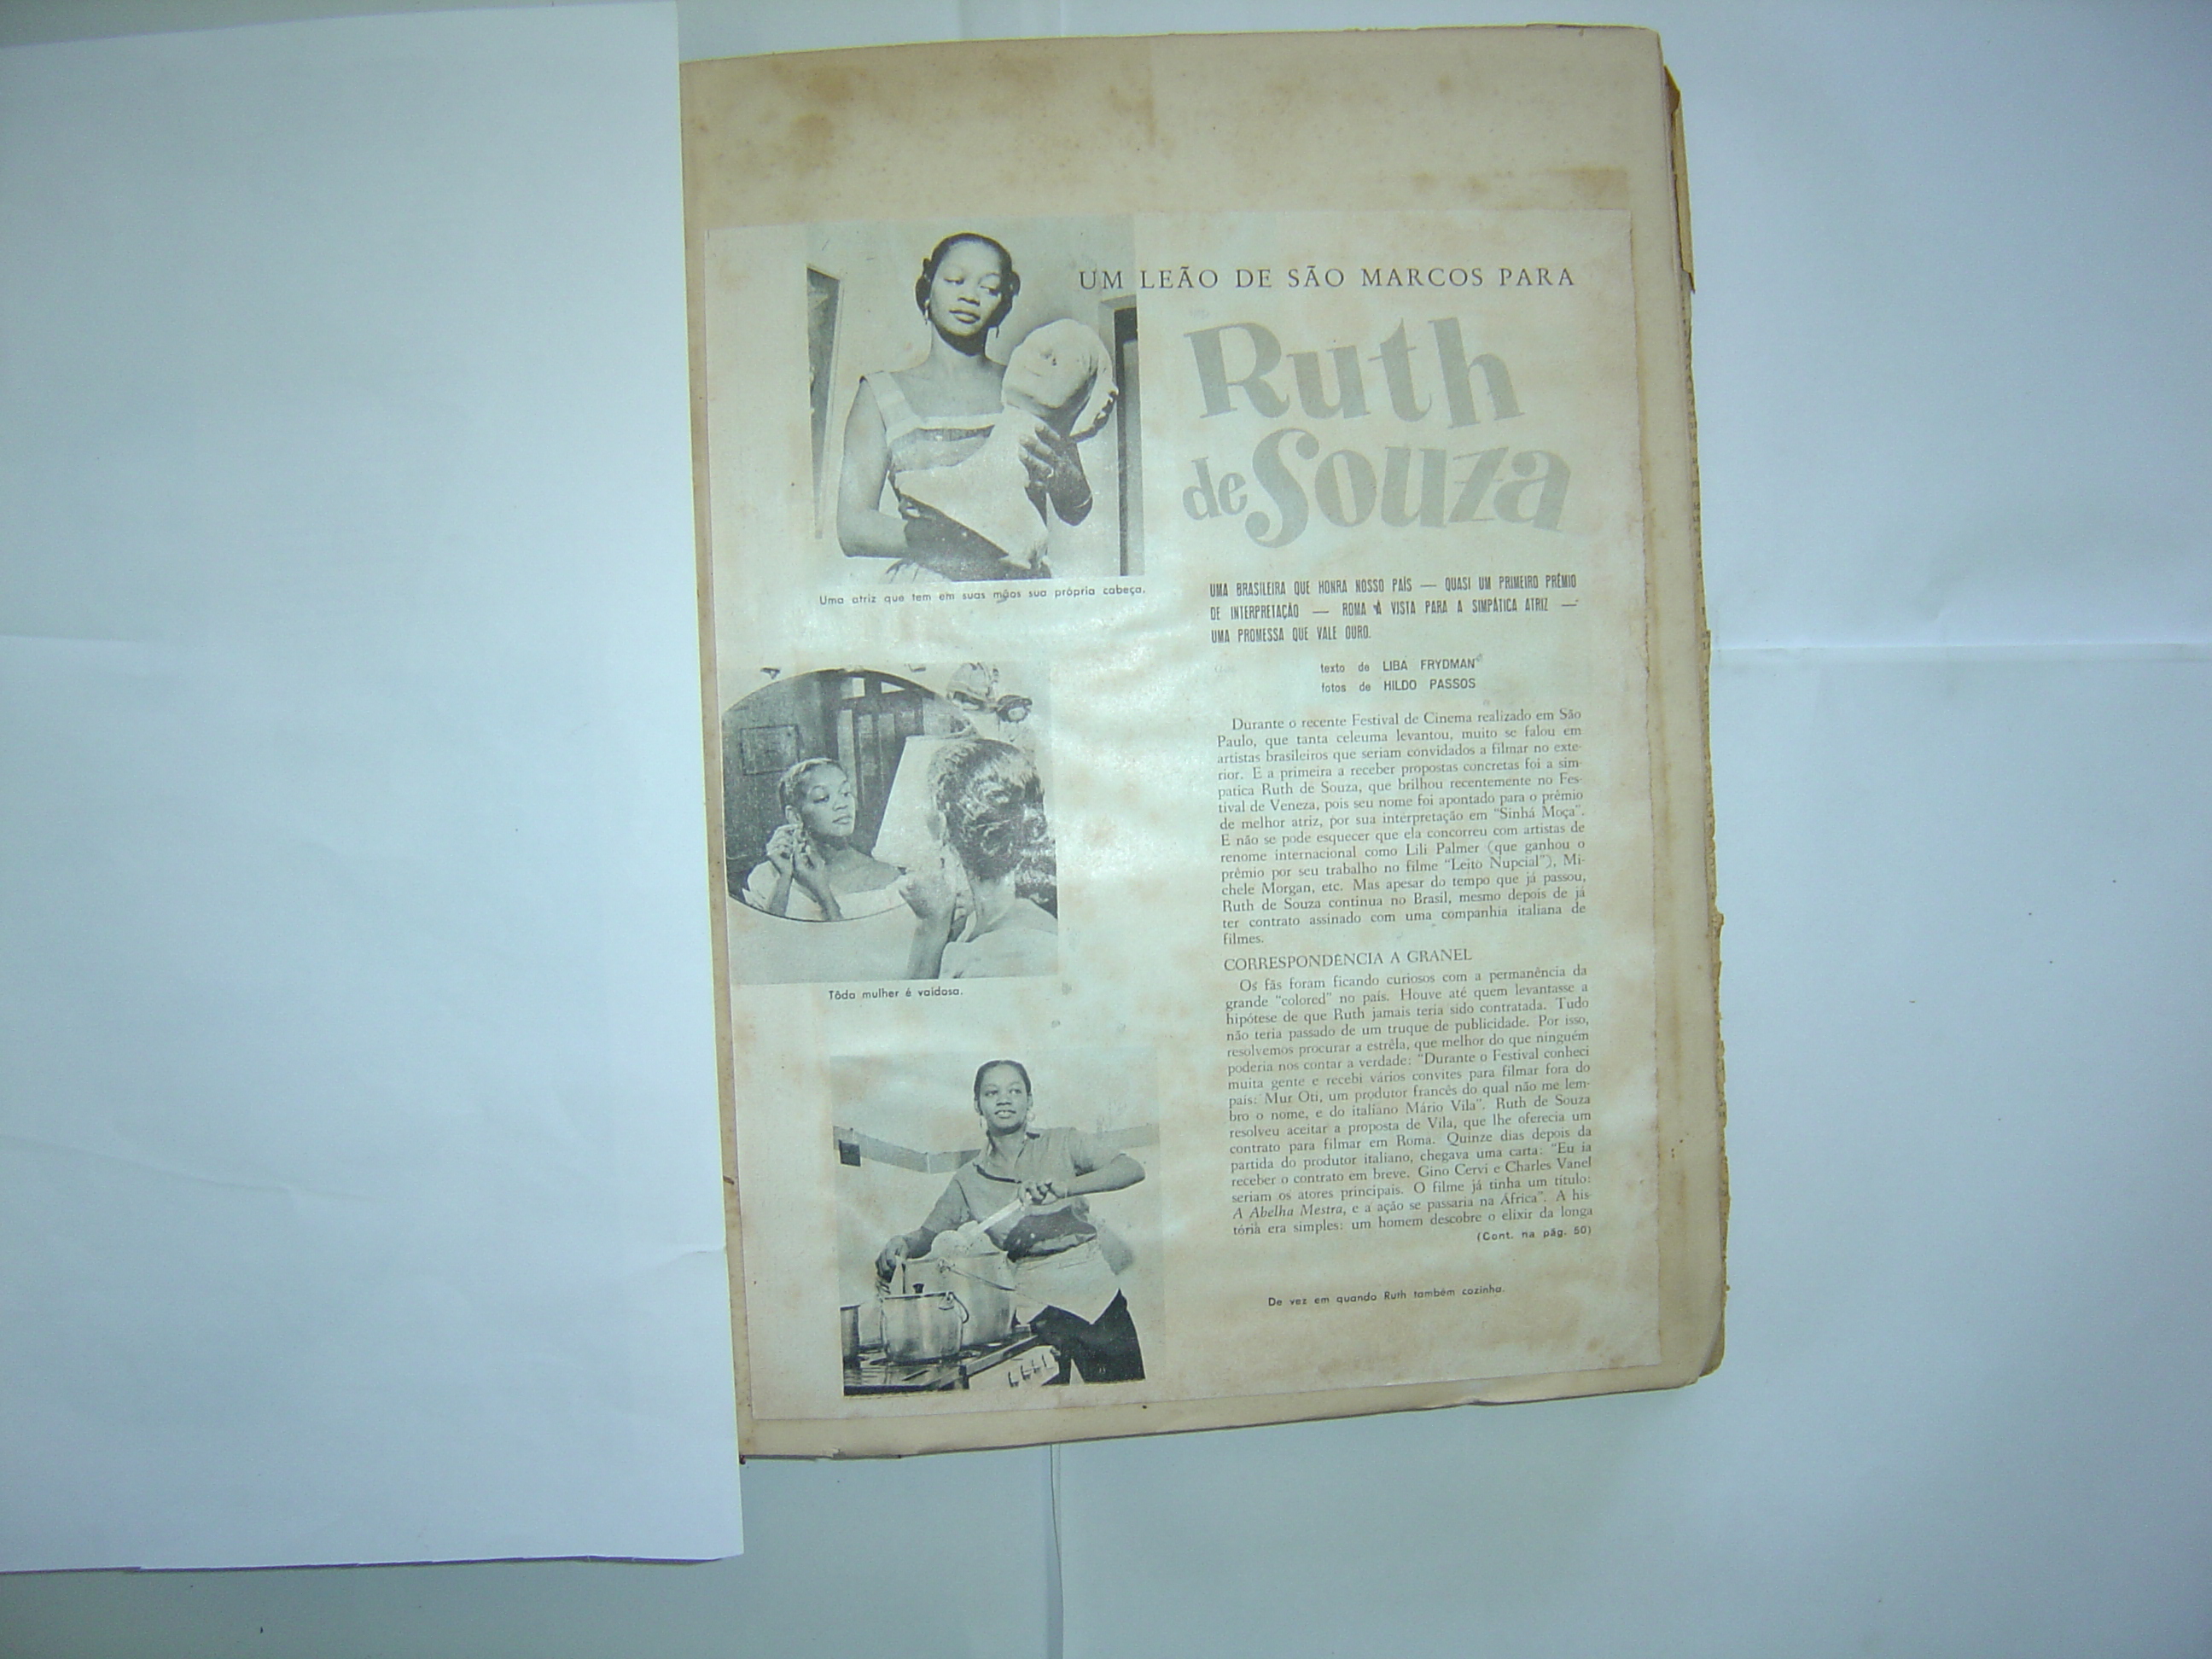 UM LEÃO DE SÃO MARCOS PARA
Ruth
de Souza
Uma atriz que tem em suas mãos sua própria cabeça.
UMA BRASILEIRA QUE HONRA NOSSO PAÍS — QUASI UM PRIMEIRO PRÊMIO
DE INTERPRETAÇÃO — ROMA À VISTA PARA A SIMPÁTICA ATRIZ —
UMA PROMESSA QUE VALE OURO.
texto de LIBA FRYDMAN
fotos de HILDO PASSOS
Durante o recente Festival de Cinema realizado em São
Paulo, que tanta celeuma levantou, muito se falou em
artistas brasileiros que seriam convidados a filmar no exte-
rior. E a primeira a receber propostas concretas foi a sim-
patica Ruth de Souza, que brilhou recentemente no Fes-
tival de Veneza, pois seu nome foi apontado para o prêmio
de melhor atriz, por sua interpretação em "Sinhá Moça".
E não se pode esquecer que ela concorreu com artistas de
renome internacional como Lili Palmer (que ganhou o
prêmio por seu trabalho no filme "Leito Nupcial"), Mi-
chele Morgan, etc. Mas apesar do tempo que já passou,
Ruth de Souza continua no Brasil, mesmo depois de já
ter contrato assinado com uma companhia italiana de
filmes.
CORRESPONDÊNCIA A GRANEL
Os fãs foram ficando curiosos com a permanência da
grande "colored" no país. Houve até quem levantasse a
hipótese de que Ruth jamais teria sido contratada. Tudo
não teria passado de um truque de publicidade. Por isso,
resolvemos procurar a estrêla, que melhor do que ninguém
poderia nos contar a verdade: "Durante o Festival conheci
muita gente e recebi vários convites para filmar fora do
país: Mur Oti, um produtor francês do qual não me lem-
bro o nome, e do italiano Mário Vila". Ruth de Souza
resolveu aceitar a proposta de Vila, que lhe oferecia um
contrato para filmar em Roma. Quinze dias depois da
partida do produtor italiano, chegava uma carta: "Eu ia
receber o contrato em breve. Gino Cervi e Charles Vanel
seriam os atores principais. O filme já tinha um título:
A Abelha Mestra, e a ação se passaria na África". A his-
tória era simples: um homem descobre o elixir da longa
(Cont. na pág. 50)
Tôda mulher é vaidosa.
De vez em quando Ruth também cozinha.